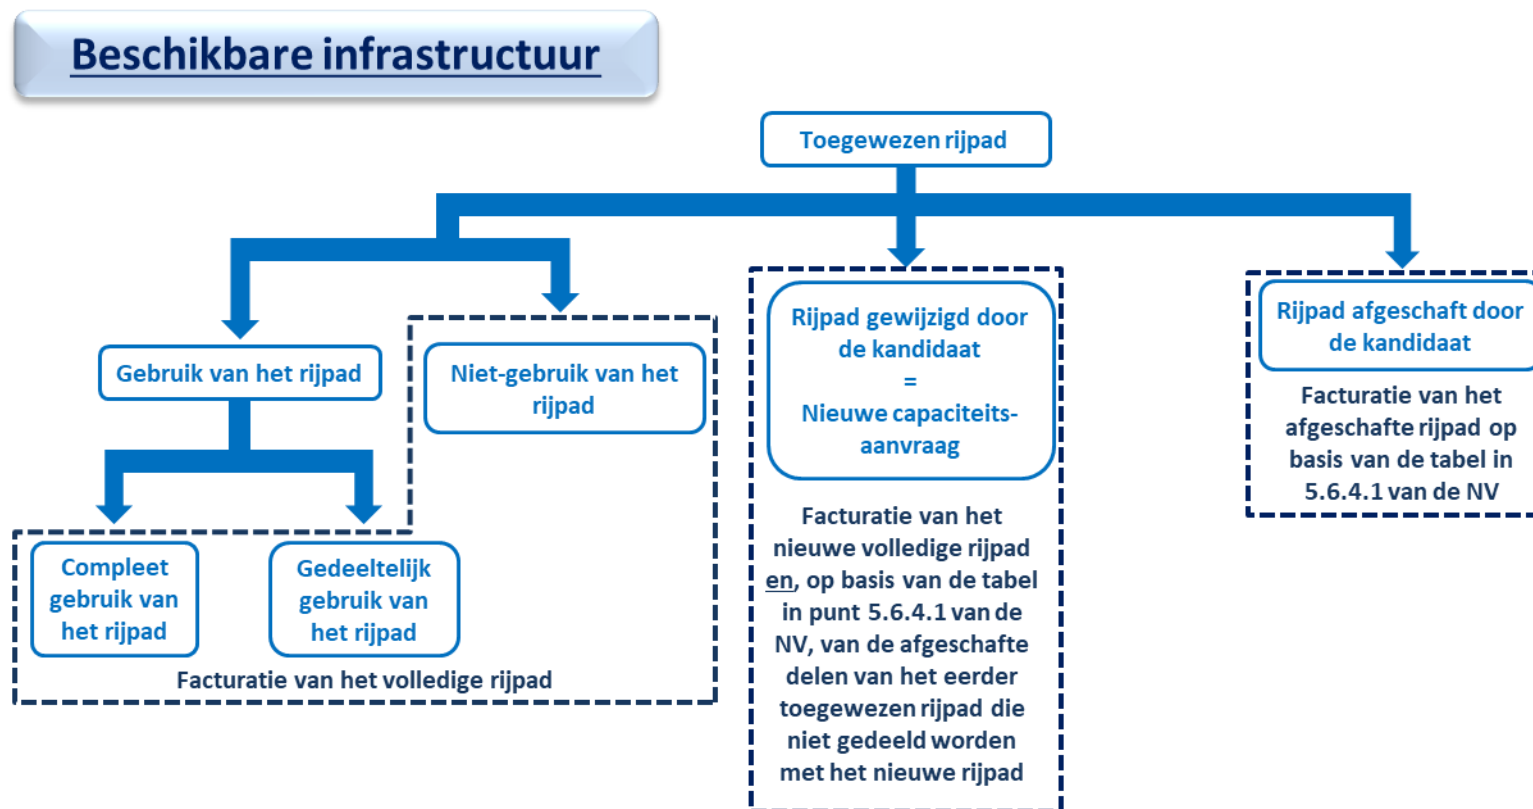 Beschikbare infrastructuur
Toegewezen rijpad
Gebruik van het rijpad
Niet-gebruik van het
rijpad
Compleet
gebruik van
het rijpad
Gedeeltelijk
gebruik van
het rijpad
Facturatie van het volledige rijpad
Rijpad gewijzigd door
de kandidaat
=
Nieuwe capaciteits-
aanvraag
Facturatie van het
nieuwe volledige rijpad
en, op basis van de tabel
in punt 5.6.4.1 van de
NV, van de afgeschafte
delen van het eerder
toegewezen rijpad die
niet gedeeld worden
met het nieuwe rijpad
Rijpad afgeschaft door
de kandidaat
Facturatie van het
afgeschafte rijpad op
basis van de tabel in
5.6.4.1 van de NV